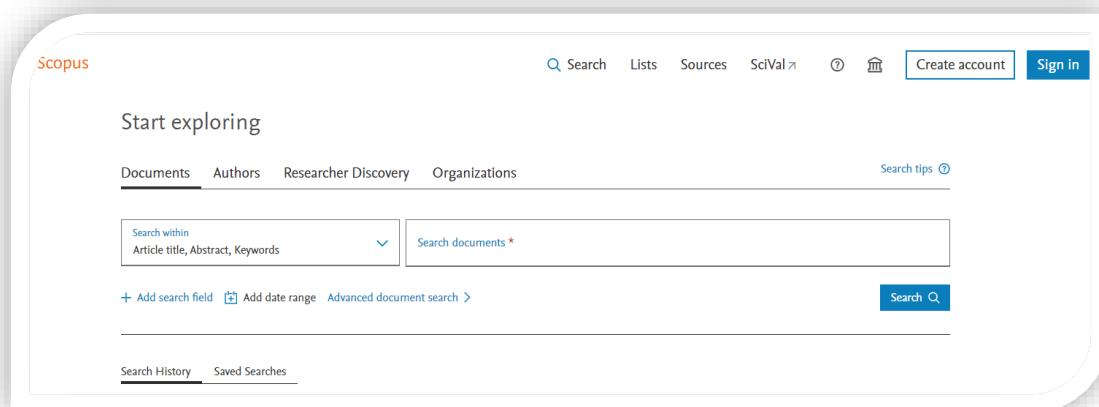 Scopus
Search Lists Sources SciVal Create account Sign in
Start exploring
Documents Authors Researcher Discovery Organizations Search tips
Search within
Article title, Abstract, Keywords
Search documents *
+ Add search field Add date range Advanced document search >
Search
Search History Saved Searches